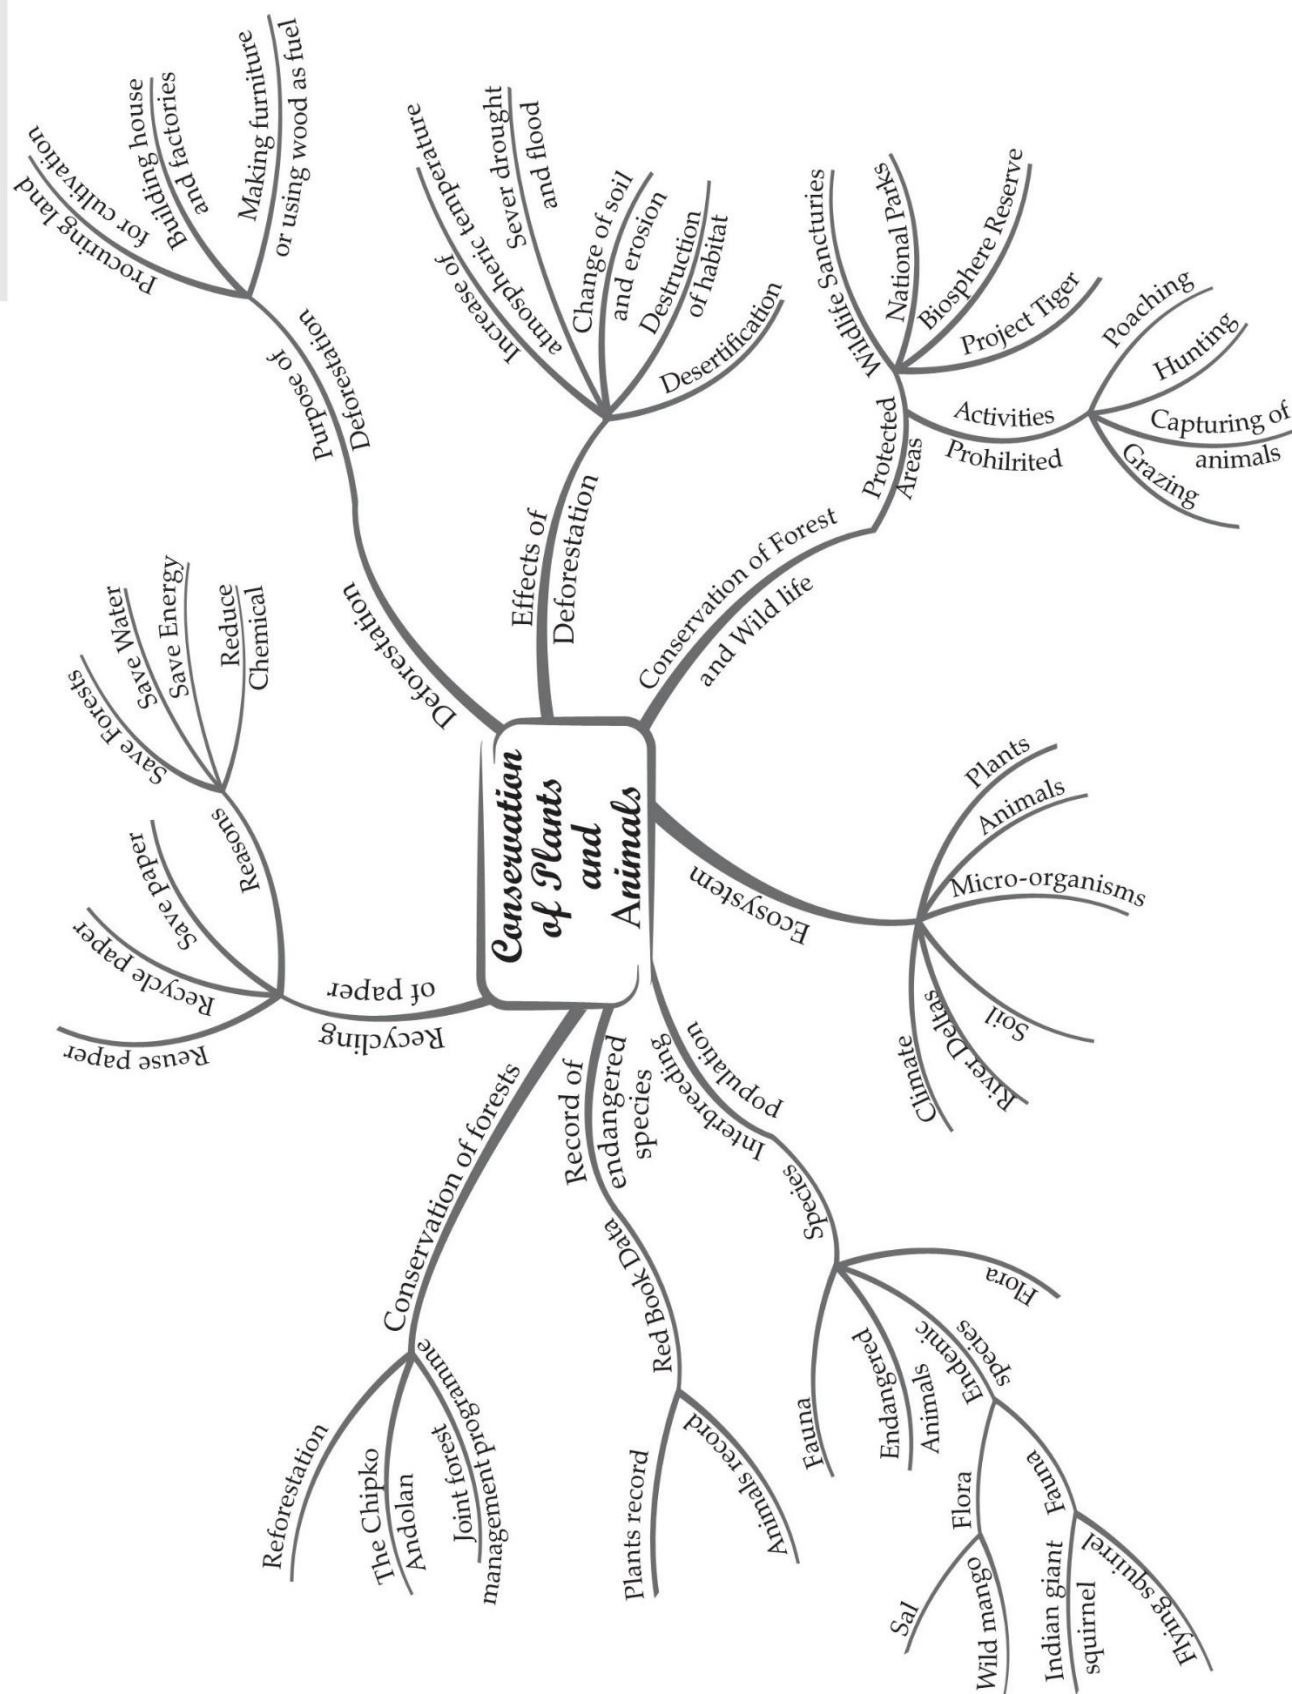 Conservation
of Plants
and
Animals
Deforestation
Purpose of
Deforestation
Procuring land
for cultivation
Building house
and factories
Making furniture
or using wood as fuel
Effects of
Deforestation
Increase of
atmospheric temperature
Sever drought
and flood
Change of soil
and erosion
Destruction
of habitat
Desertification
Conservation of Forest
and Wild life
Protected
Areas
Wildlife Sancturies
National Parks
Biosphere Reserve
Project Tiger
Activities
Prohilrited
Poaching
Hunting
Capturing of
animals
Grazing
Ecosystem
Plants
Animals
Micro-organisms
Soil
River Deltas
Climate
Interbreeding
population
Species
Flora
Endemic
species
Flora
Sal
Wild mango
Fauna
Indian giant
squirnel
Flying squirrel
Endangered
Animals
Fauna
Record of
endangered
species
Red Book Data
Plants record
Animals record
Conservation of forests
Reforestation
The Chipko
Andolan
Joint forest
management programme
Recycling
of paper
Reuse paper
Recycle paper
Save paper
Reasons
Save Forests
Save Water
Save Energy
Reduce
Chemical